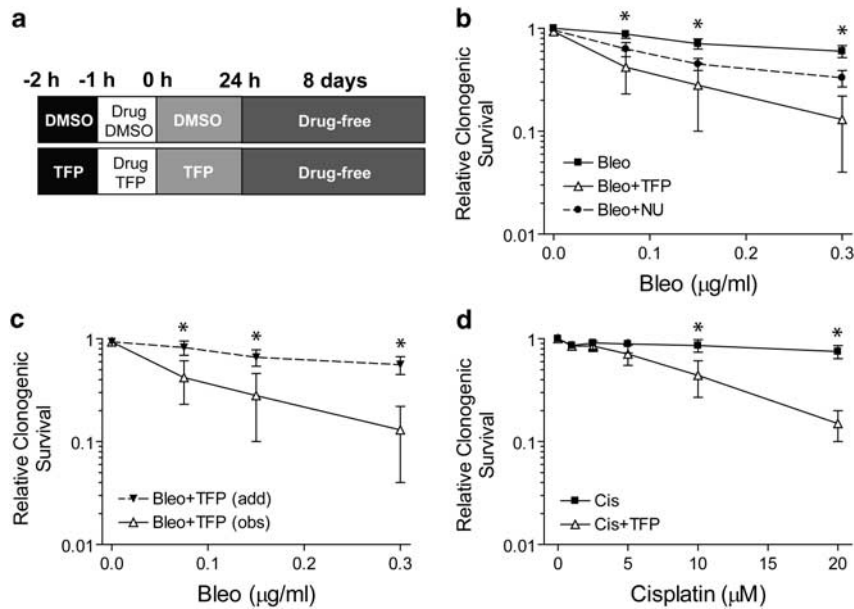 a
-2 h -1 h 0 h 24 h 8 days
DMSO Drug DMSO DMSO Drug-free
TFP Drug TFP TFP Drug-free
b
* * *
1
0.1
0.01
Relative Clonogenic
Survival
Bleo
Bleo+TFP
Bleo+NU
0.0 0.1 0.2 0.3
Bleo (µg/ml)
c
* * *
1
0.1
0.01
Relative Clonogenic
Survival
Bleo+TFP (add)
Bleo+TFP (obs)
0.0 0.1 0.2 0.3
Bleo (µg/ml)
d
* *
1
0.1
0.01
Relative Clonogenic
Survival
Cis
Cis+TFP
0 5 10 15 20
Cisplatin (µM)